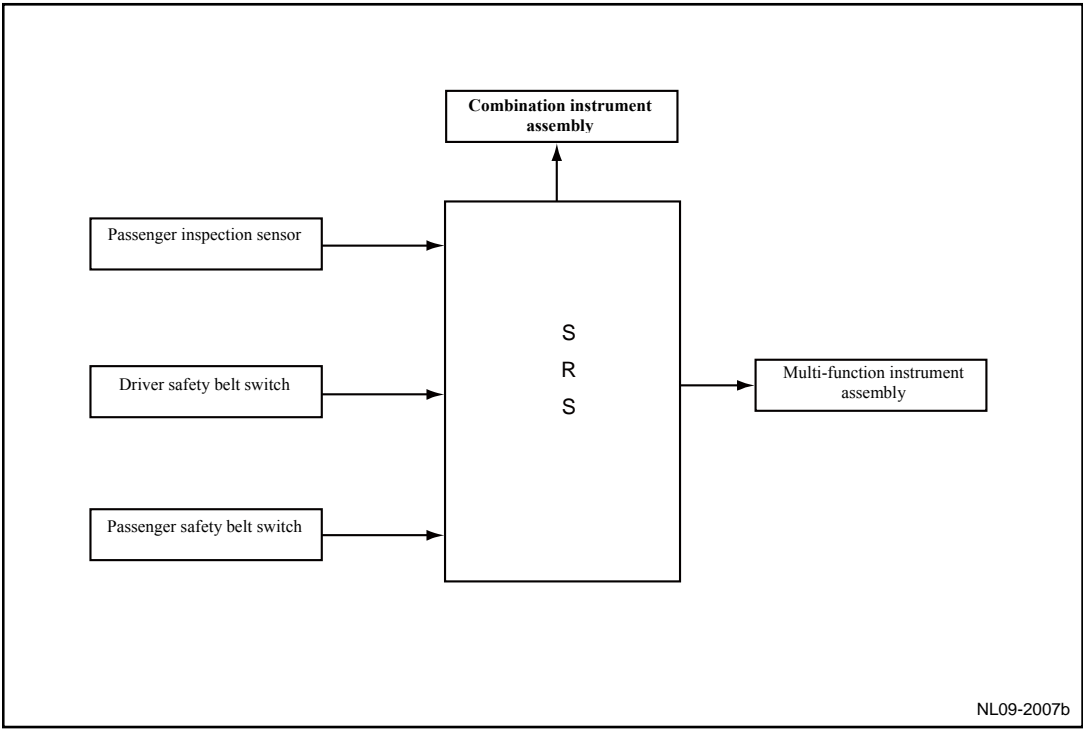 Combination instrument
assembly
Passenger inspection sensor
Driver safety belt switch
Passenger safety belt switch
S
R
S
Multi-function instrument
assembly
NL09-2007b